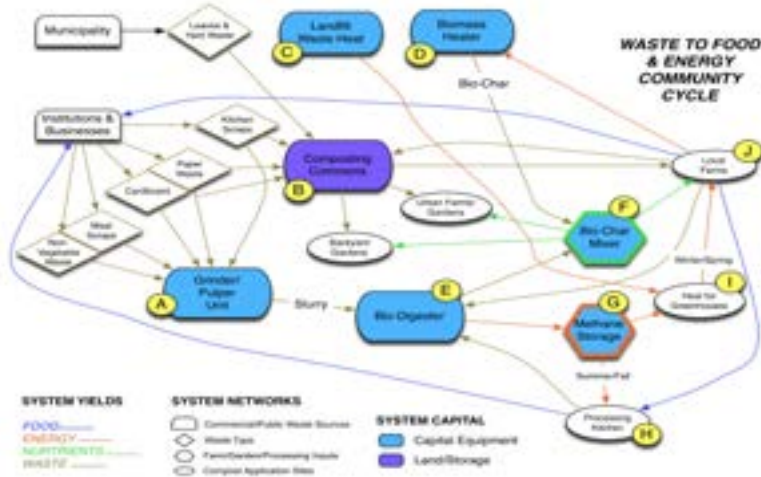 Municipality
Leaves &
Yard Waste
Landfill
Waste Heat
C
Biomass
Heater
D
WASTE TO FOOD
& ENERGY
COMMUNITY
CYCLE
Bio-Char
Institutions &
Businesses
Kitchen
Scraps
Paper
Waste
Cardboard
Meat
Scraps
Non-
Vegetable
Waste
Composting
Commons
B
Urban Farms/
Gardens
Backyard
Gardens
Local
Farms
J
F
Bio-Char
Mixer
Winter/Spring
Grinder/
Pulper
Unit
A
Slurry
E
Bio-Digester
G
Methane
Storage
Heat for
Greenhouses
I
Summer/Fall
Processing
Kitchen
H
SYSTEM YIELDS
FOOD
ENERGY
NURTRIENTS
WASTE
SYSTEM NETWORKS
Commercial/Public Waste Sources
Waste Type
Farm/Garden/Processing Inputs
Compost Application Sites
SYSTEM CAPITAL
Capital Equipment
Land/Storage